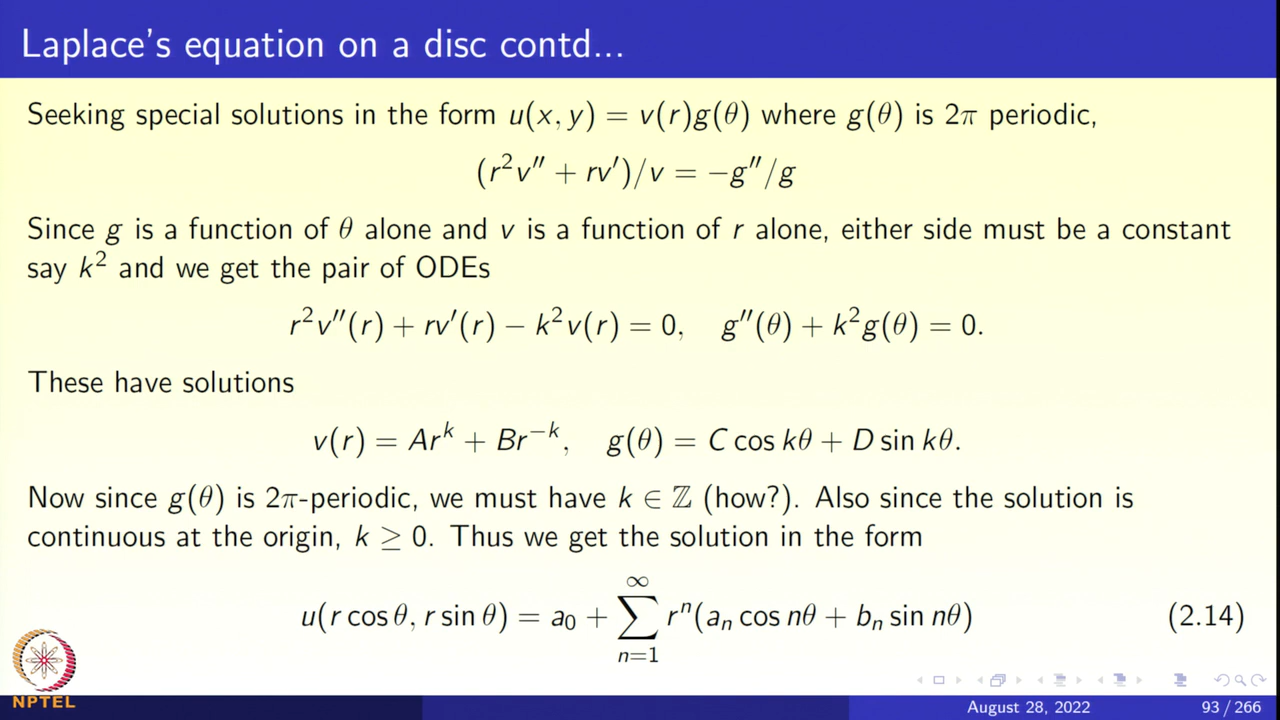 Laplace's equation on a disc contd...
Seeking special solutions in the form u(x, y) = v(r)g(θ) where g(θ) is 2π periodic,
(r²v″ + rv′)/v = −g″/g
Since g is a function of θ alone and v is a function of r alone, either side must be a constant
say k² and we get the pair of ODEs
r²v″(r) + rv′(r) − k²v(r) = 0, g″(θ) + k²g(θ) = 0.
These have solutions
v(r) = Arᵏ + Br⁻ᵏ, g(θ) = C cos kθ + D sin kθ.
Now since g(θ) is 2π-periodic, we must have k ∈ ℤ (how?). Also since the solution is
continuous at the origin, k ≥ 0. Thus we get the solution in the form
u(r cos θ, r sin θ) = a₀ + ∑_{n=1}^{∞} rⁿ(aₙ cos nθ + bₙ sin nθ) (2.14)
NPTEL
August 28, 2022 93 / 266